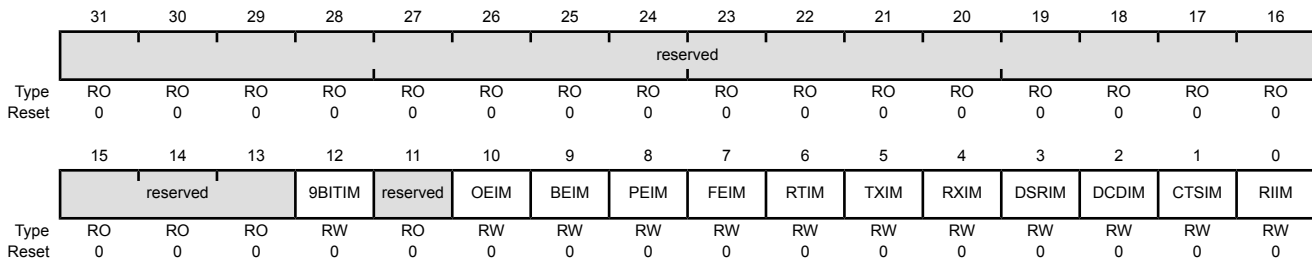 31 30 29 28 27 26 25 24 23 22 21 20 19 18 17 16
reserved
Type RO RO RO RO RO RO RO RO RO RO RO RO RO RO RO RO
Reset 0 0 0 0 0 0 0 0 0 0 0 0 0 0 0 0
15 14 13 12 11 10 9 8 7 6 5 4 3 2 1 0
reserved 9BITIM reserved OEIM BEIM PEIM FEIM RTIM TXIM RXIM DSRIM DCDIM CTSIM RIIM
Type RO RO RO RW RO RW RW RW RW RW RW RW RW RW RW RW
Reset 0 0 0 0 0 0 0 0 0 0 0 0 0 0 0 0